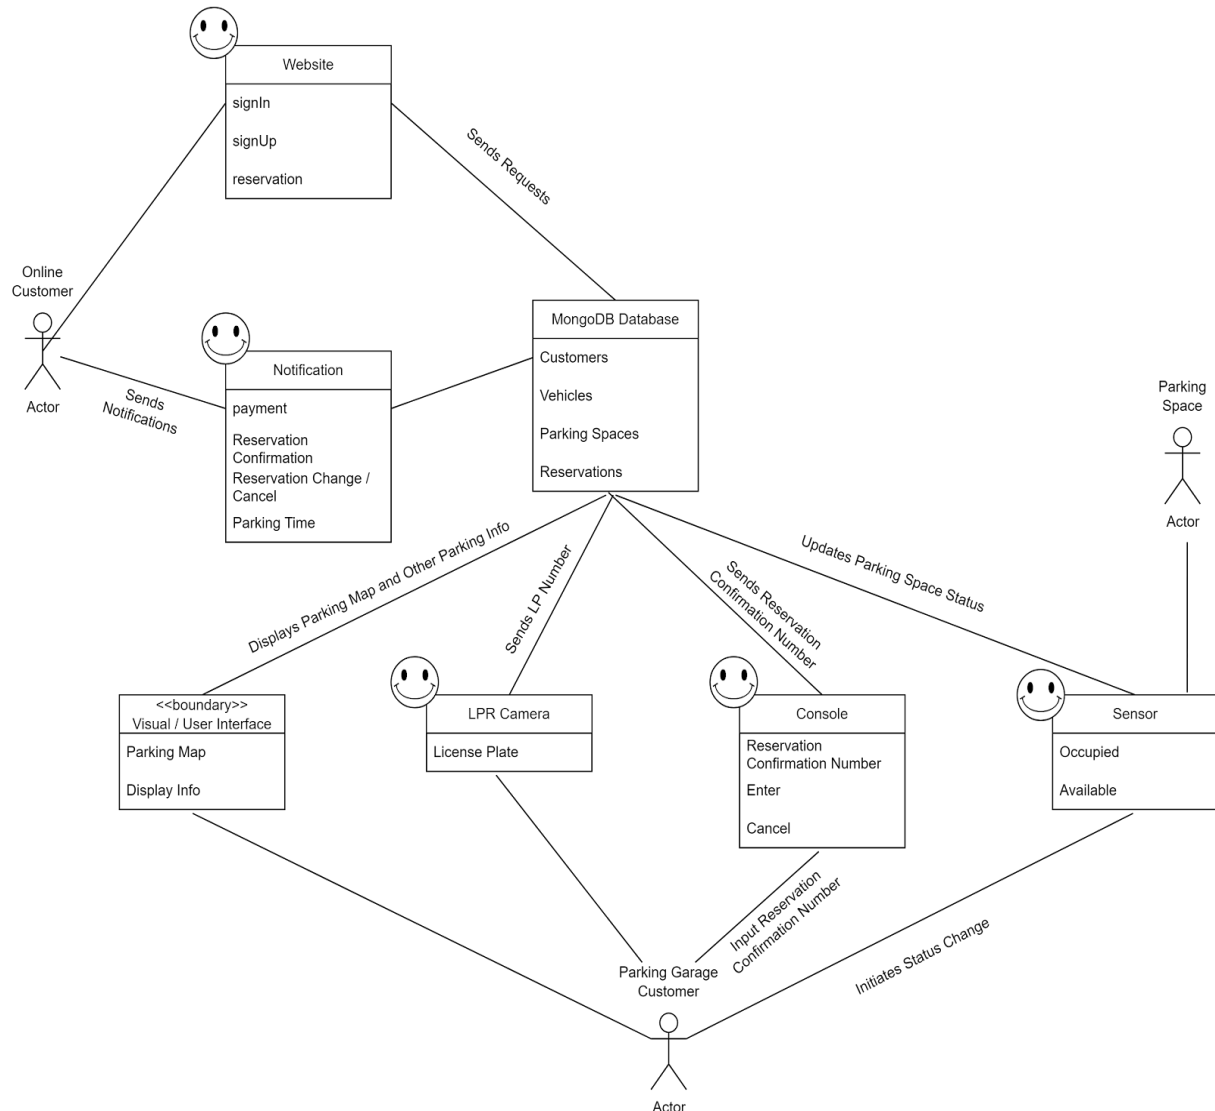 Website
signIn
signUp
reservation
Sends Requests
Online
Customer
Actor
Sends
Notifications
Notification
payment
Reservation
Confirmation
Reservation Change /
Cancel
Parking Time
MongoDB Database
Customers
Vehicles
Parking Spaces
Reservations
Parking
Space
Actor
Displays Parking Map and Other Parking Info
Sends LP Number
Sends Reservation
Confirmation Number
Updates Parking Space Status
<<boundary>>
Visual / User Interface
Parking Map
Display Info
LPR Camera
License Plate
Console
Reservation
Confirmation Number
Enter
Cancel
Sensor
Occupied
Available
Input Reservation
Confirmation Number
Initiates Status Change
Parking Garage
Customer
Actor